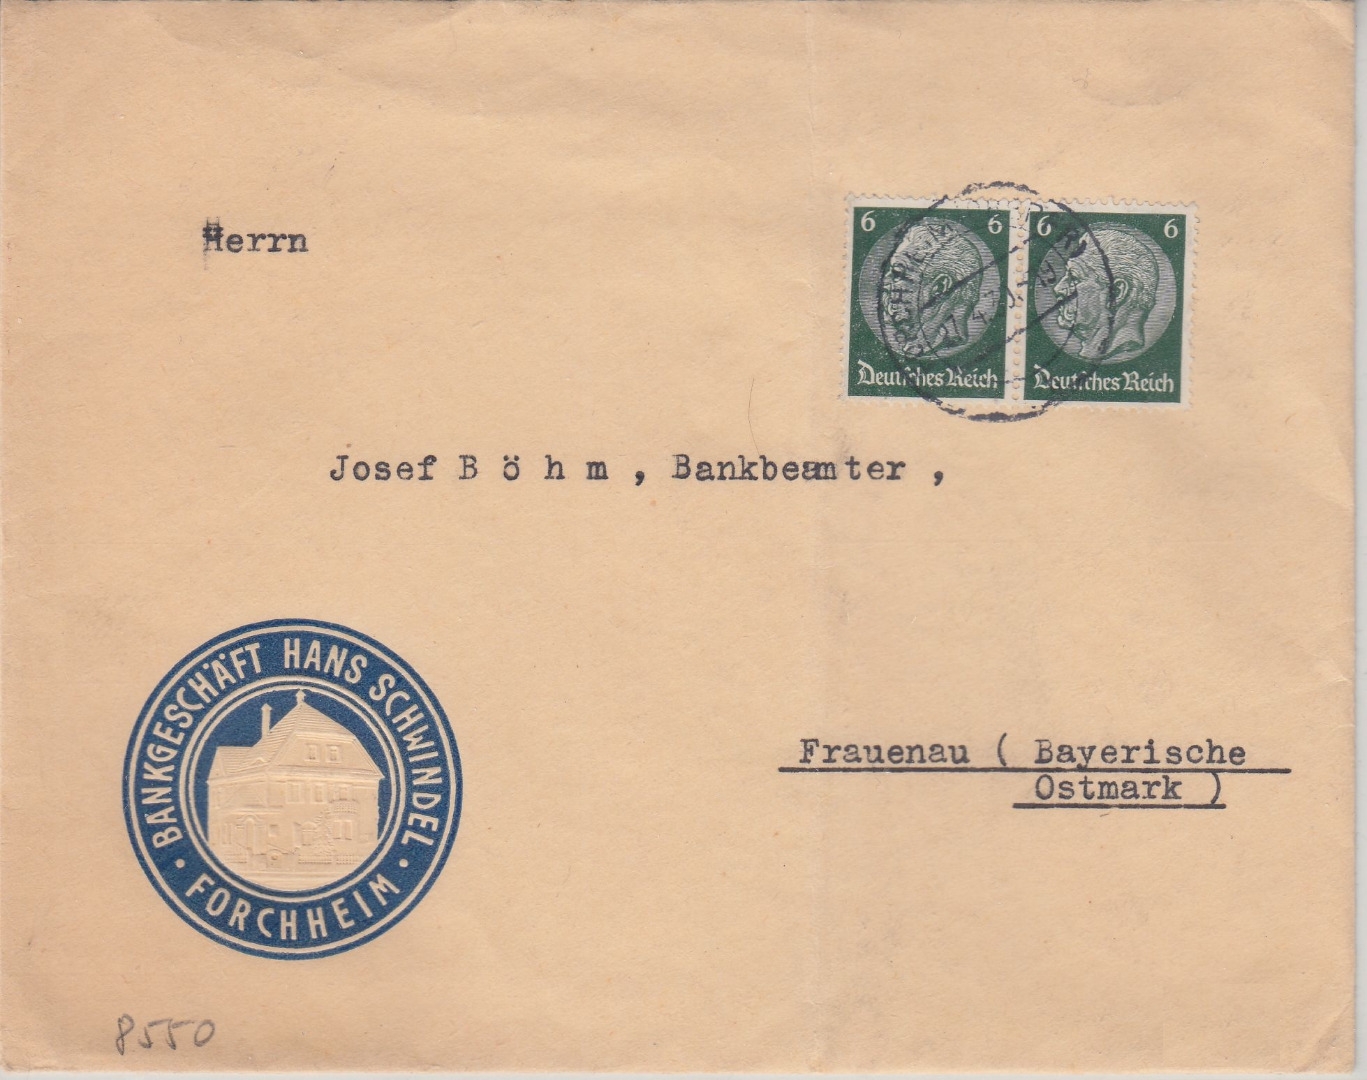 6 6
Deutsches Reich
6 6
Deutsches Reich
Herrn
Josef B ö h m , Bankbeamter ,
BANKGESCHÄFT HANS SCHWINDEL
· FORCHHEIM ·
Frauenau ( Bayerische
Ostmark )
8550